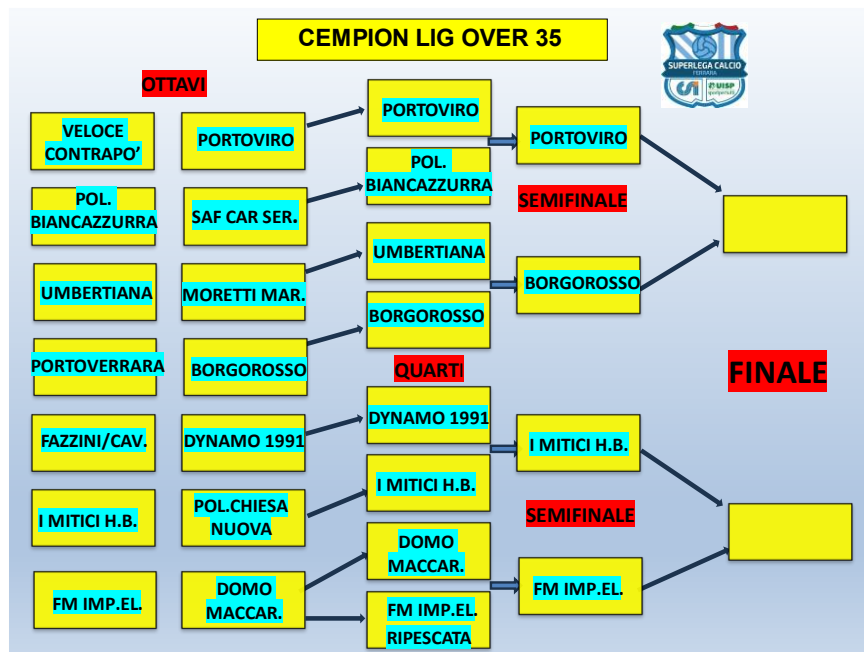 CEMPION LIG OVER 35
SUPERLEGA CALCIO
FERRARA
UISP
sportpertutti
OTTAVI
VELOCE
CONTRAPO’
PORTOVIRO
PORTOVIRO
PORTOVIRO
POL.
BIANCAZZURRA
SAF CAR SER.
POL.
BIANCAZZURRA
SEMIFINALE
UMBERTIANA
MORETTI MAR.
UMBERTIANA
BORGOROSSO
PORTOVERRARA
BORGOROSSO
BORGOROSSO
QUARTI
FINALE
FAZZINI/CAV.
DYNAMO 1991
DYNAMO 1991
I MITICI H.B.
I MITICI H.B.
POL.CHIESA
NUOVA
I MITICI H.B.
SEMIFINALE
FM IMP.EL.
DOMO
MACCAR.
DOMO
MACCAR.
FM IMP.EL.
FM IMP.EL.
RIPESCATA